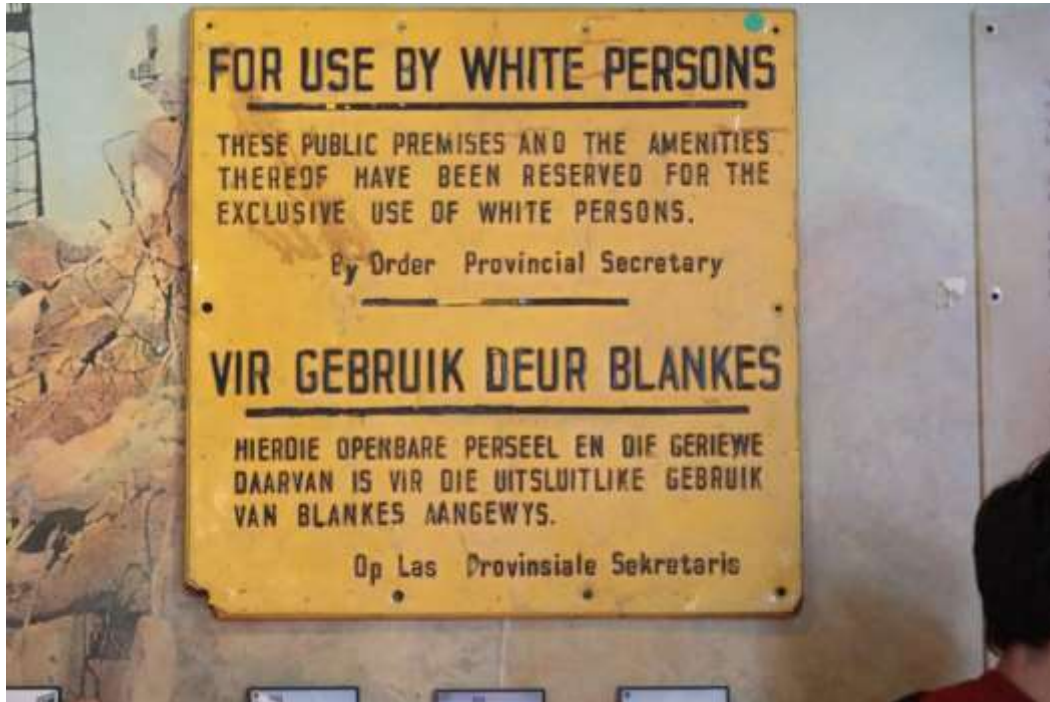 FOR USE BY WHITE PERSONS
THESE PUBLIC PREMISES AND THE AMENITIES
THEREOF HAVE BEEN RESERVED FOR THE
EXCLUSIVE USE OF WHITE PERSONS.
By Order Provincial Secretary
VIR GEBRUIK DEUR BLANKES
HIERDIE OPENBARE PERSEEL EN DIE GERIEWE
DAARVAN IS VIR DIE UITSLUITLIKE GEBRUIK
VAN BLANKES AANGEWYS.
Op Las Provinsiale Sekretaris